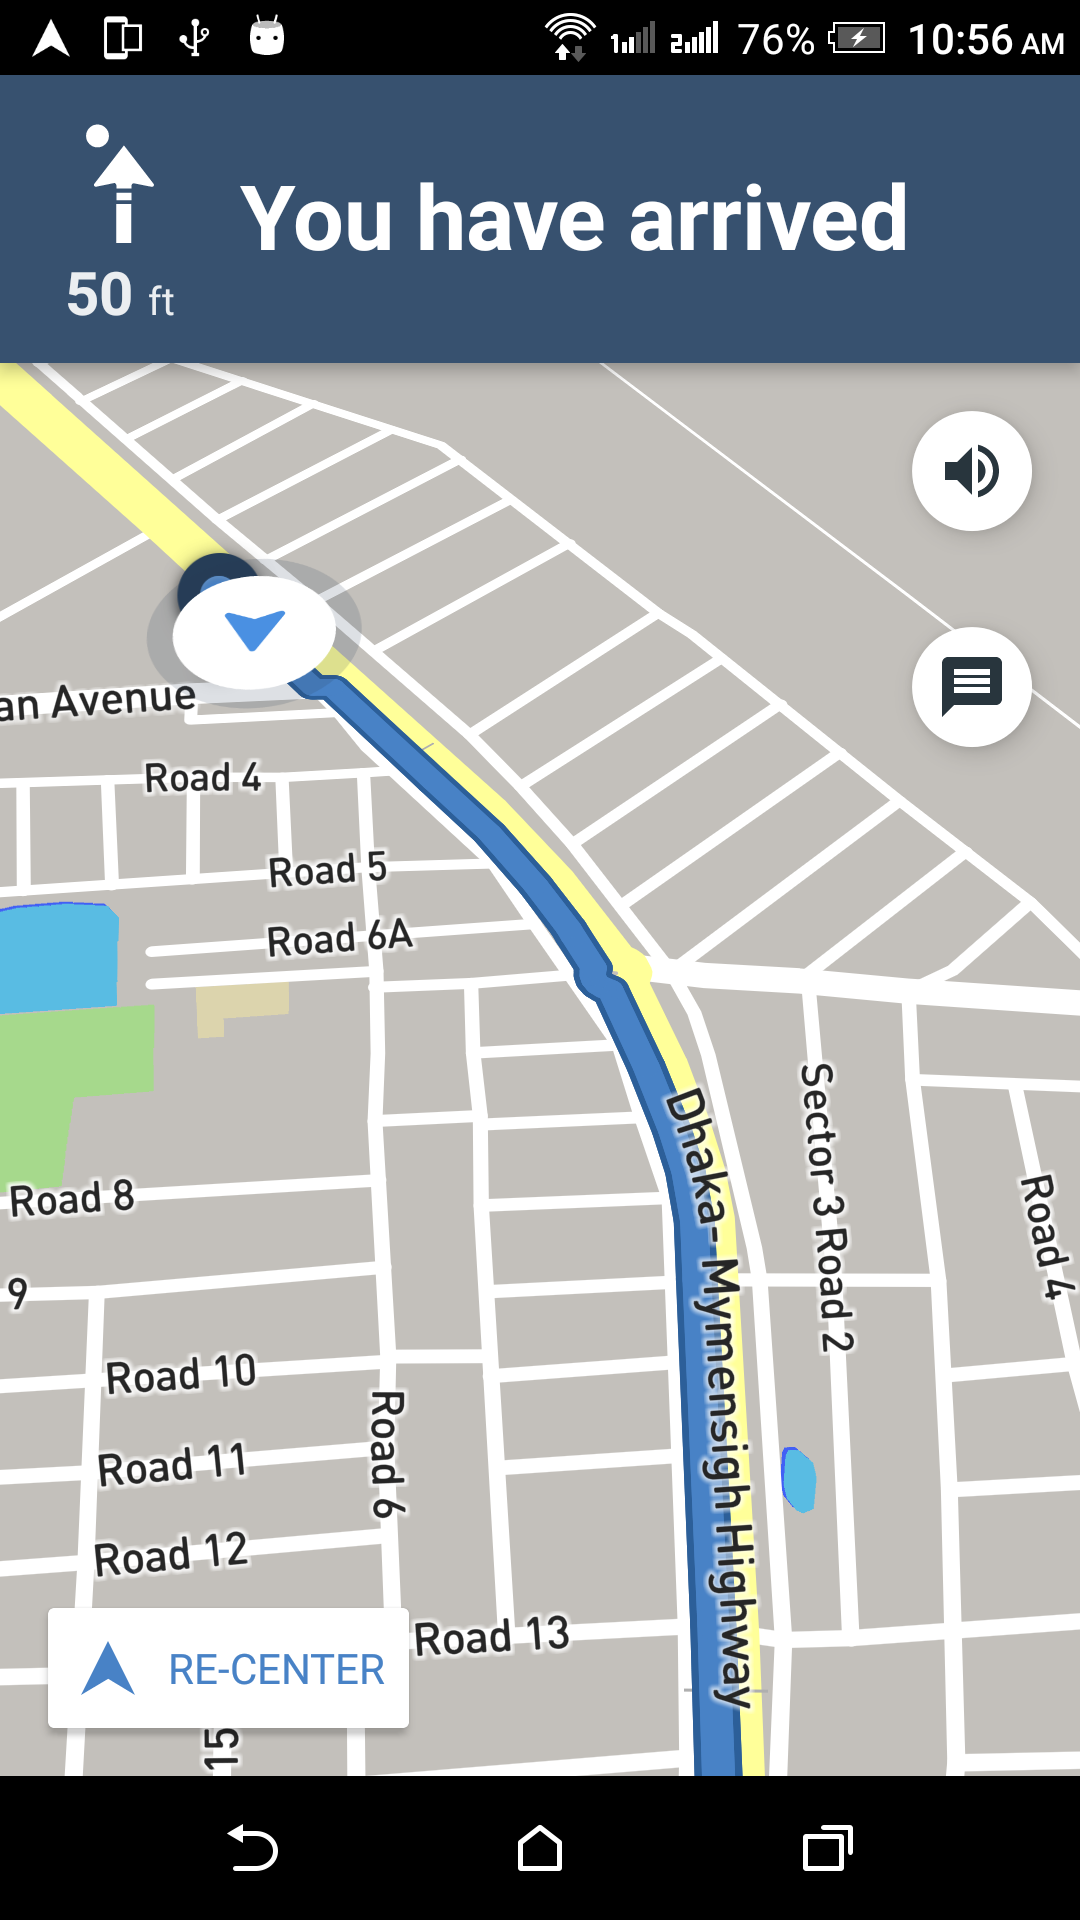 1 2 76% 10:56 AM
You have arrived
50 ft
an Avenue
Road 4
Road 5
Road 6A
Road 8
9
Road 10
Road 11
Road 12
Road 6
Road 13
Dhaka- Mymensigh Highway
Sector 3 Road 2
Road 4
RE-CENTER
15